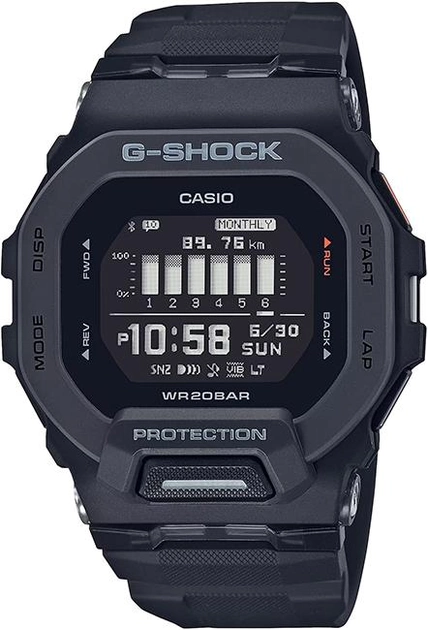 G-SHOCK
CASIO
MONTHLY
89.76 km
100
0%
1 2 3 4 5 6
P10:58 6/30
SUN
SNZ VIB LT
DISP
FWD
MODE
REV
START
RUN
LAP
BACK
WR20BAR
PROTECTION